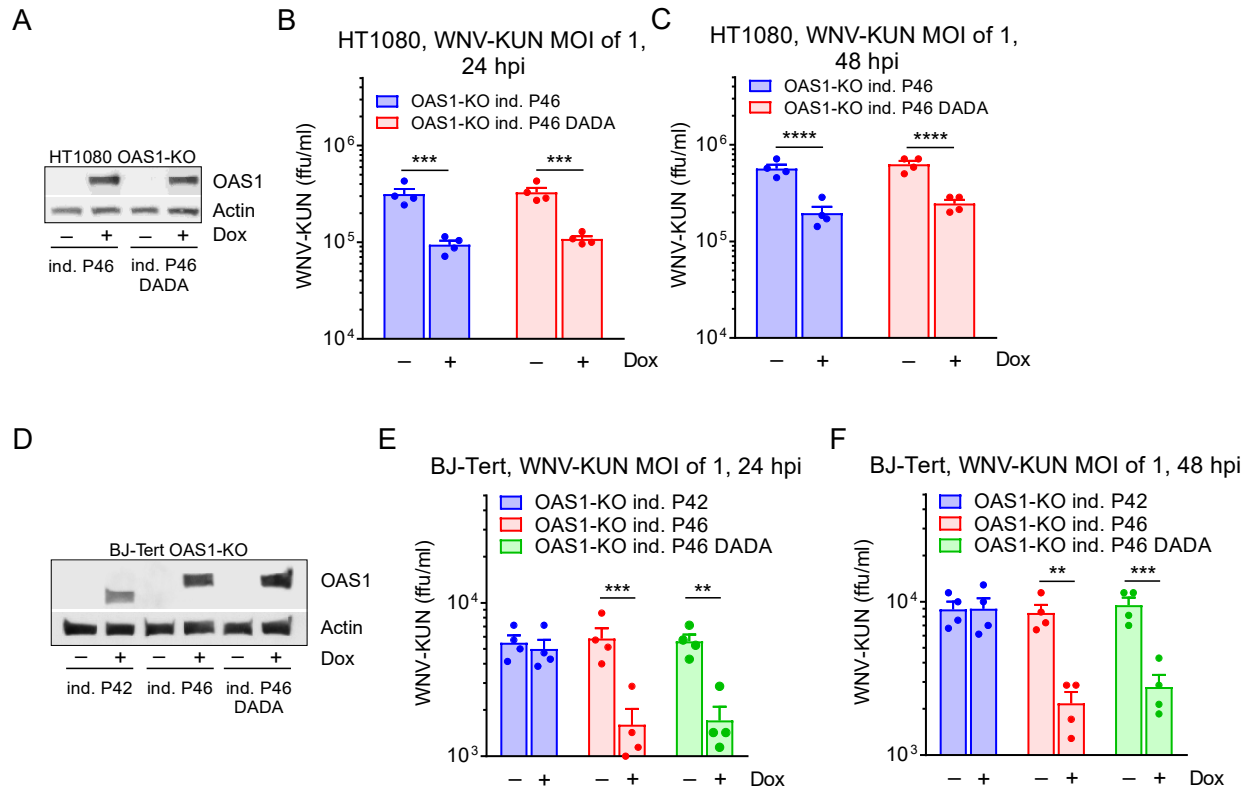 A
HT1080 OAS1-KO
OAS1
Actin
– + – + Dox
ind. P46 ind. P46
DADA
B
HT1080, WNV-KUN MOI of 1,
24 hpi
OAS1-KO ind. P46
OAS1-KO ind. P46 DADA
WNV-KUN (ffu/ml)
10⁶
10⁵
10⁴
*** ***
– + – + Dox
C
HT1080, WNV-KUN MOI of 1,
48 hpi
OAS1-KO ind. P46
OAS1-KO ind. P46 DADA
WNV-KUN (ffu/ml)
10⁶
10⁵
10⁴
**** ****
– + – + Dox
D
BJ-Tert OAS1-KO
OAS1
Actin
– + – + – + Dox
ind. P42 ind. P46 ind. P46
DADA
E
BJ-Tert, WNV-KUN MOI of 1, 24 hpi
OAS1-KO ind. P42
OAS1-KO ind. P46
OAS1-KO ind. P46 DADA
WNV-KUN (ffu/ml)
10⁴
10³
*** **
– + – + – + Dox
F
BJ-Tert, WNV-KUN MOI of 1, 48 hpi
OAS1-KO ind. P42
OAS1-KO ind. P46
OAS1-KO ind. P46 DADA
WNV-KUN (ffu/ml)
10⁴
10³
** ***
– + – + – + Dox